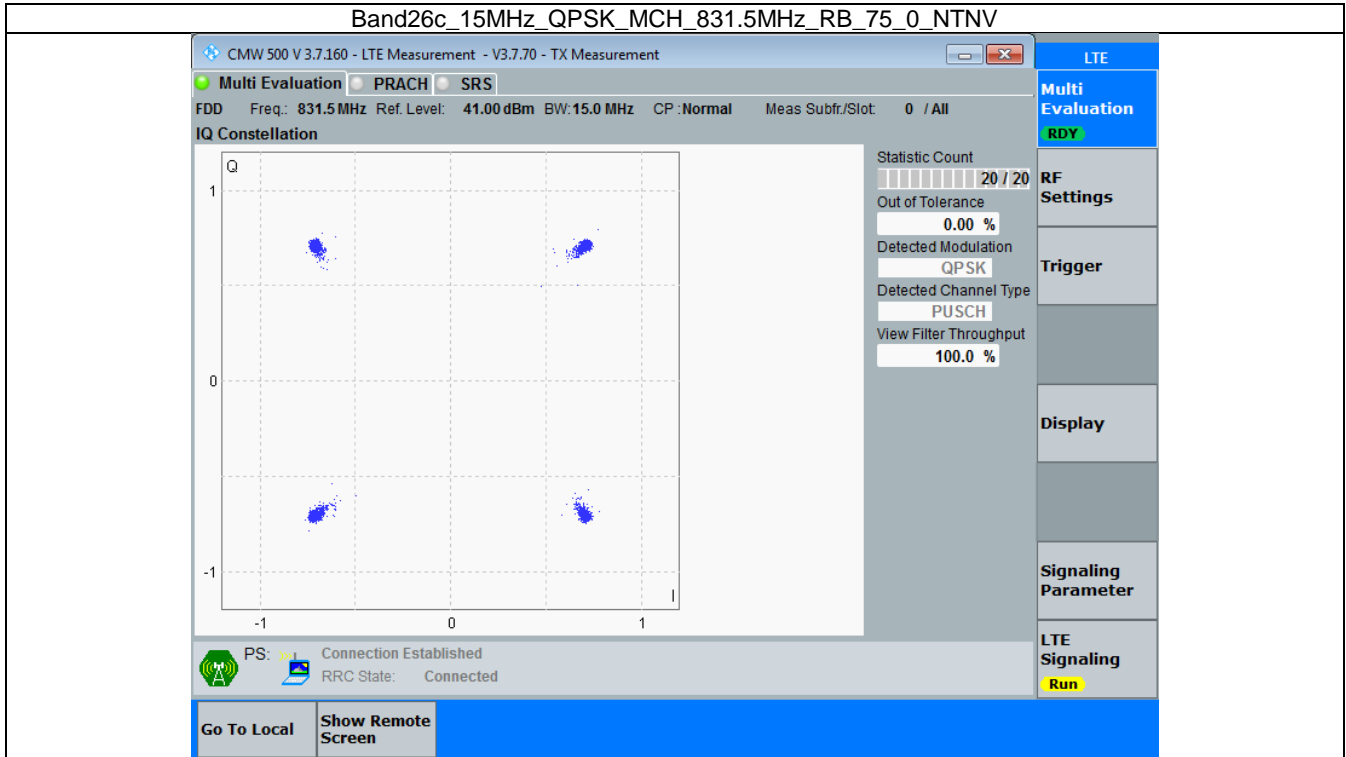 Band26c_15MHz_QPSK_MCH_831.5MHz_RB_75_0_NTNV
CMW 500 V 3.7.160 - LTE Measurement - V3.7.70 - TX Measurement
LTE
Multi Evaluation PRACH SRS
FDD Freq.: 831.5 MHz Ref. Level: 41.00 dBm BW: 15.0 MHz CP : Normal Meas Subfr./Slot: 0 / All
IQ Constellation
Q
1
0
-1
I
-1 0 1
Statistic Count
20 / 20
Out of Tolerance
0.00 %
Detected Modulation
QPSK
Detected Channel Type
PUSCH
View Filter Throughput
100.0 %
Multi
Evaluation
RDY
RF
Settings
Trigger
Display
Signaling
Parameter
LTE
Signaling
Run
PS:
Connection Established
RRC State: Connected
Go To Local
Show Remote
Screen